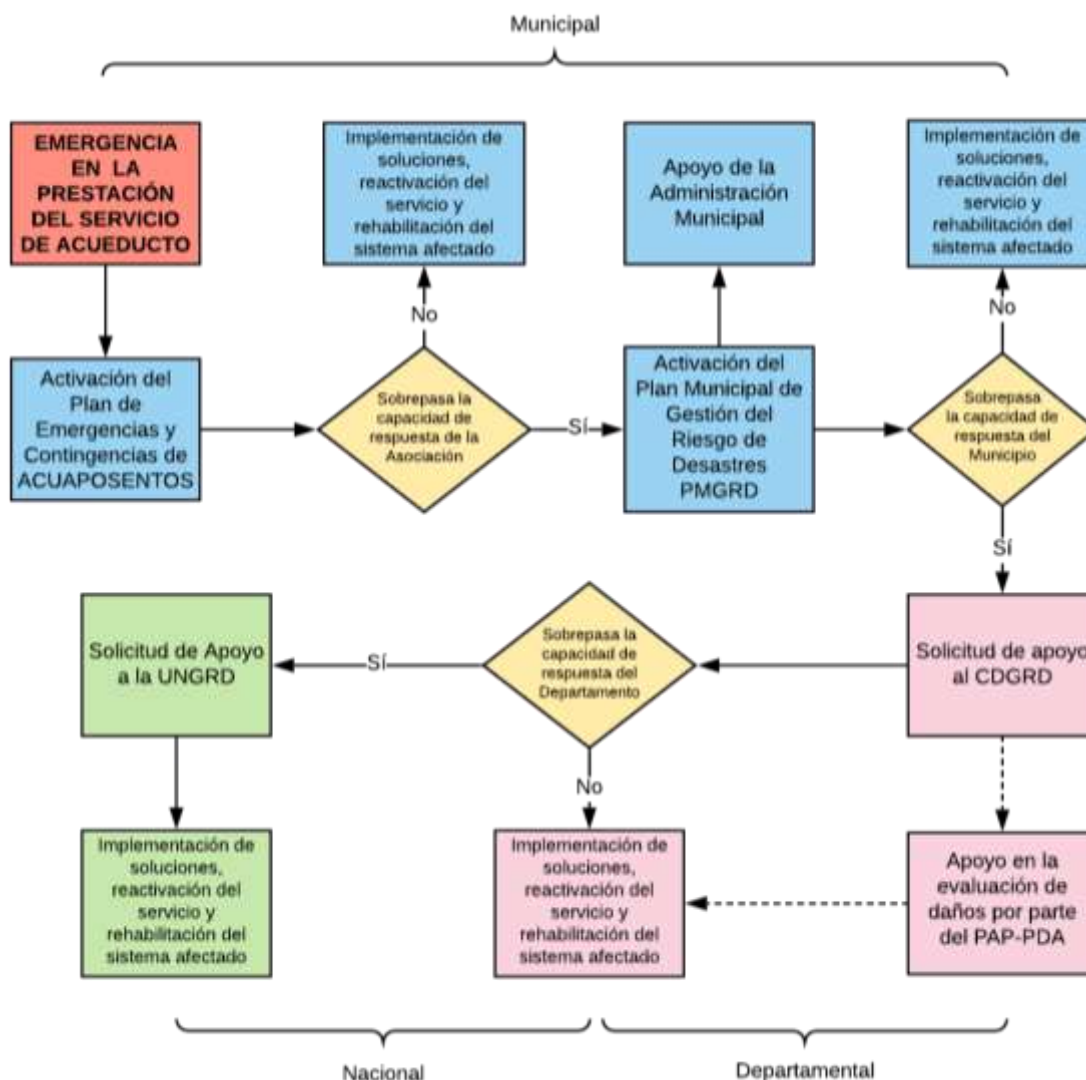 Municipal
EMERGENCIA
EN LA
PRESTACIÓN
DEL SERVICIO
DE ACUEDUCTO
Implementación de
soluciones,
reactivación del
servicio y
rehabilitación del
sistema afectado
Apoyo de la
Administración
Municipal
Implementación de
soluciones,
reactivación del
servicio y
rehabilitación del
sistema afectado
No
No
Activación del
Plan de
Emergencias y
Contingencias de
ACUAPOSENTOS
Sobrepasa la
capacidad de
respuesta de la
Asociación
Sí
Activación del
Plan Municipal de
Gestión del
Riesgo de
Desastres
PMGRD
Sobrepasa
la capacidad de
respuesta del
Municipio
Sí
Solicitud de Apoyo
a la UNGRD
Sí
Sobrepasa la
capacidad de
respuesta del
Departamento
Solicitud de apoyo
al CDGRD
No
Implementación de
soluciones,
reactivación del
servicio y
rehabilitación del
sistema afectado
Implementación de
soluciones,
reactivación del
servicio y
rehabilitación del
sistema afectado
Apoyo en la
evaluación de
daños por parte
del PAP-PDA
Nacional
Departamental